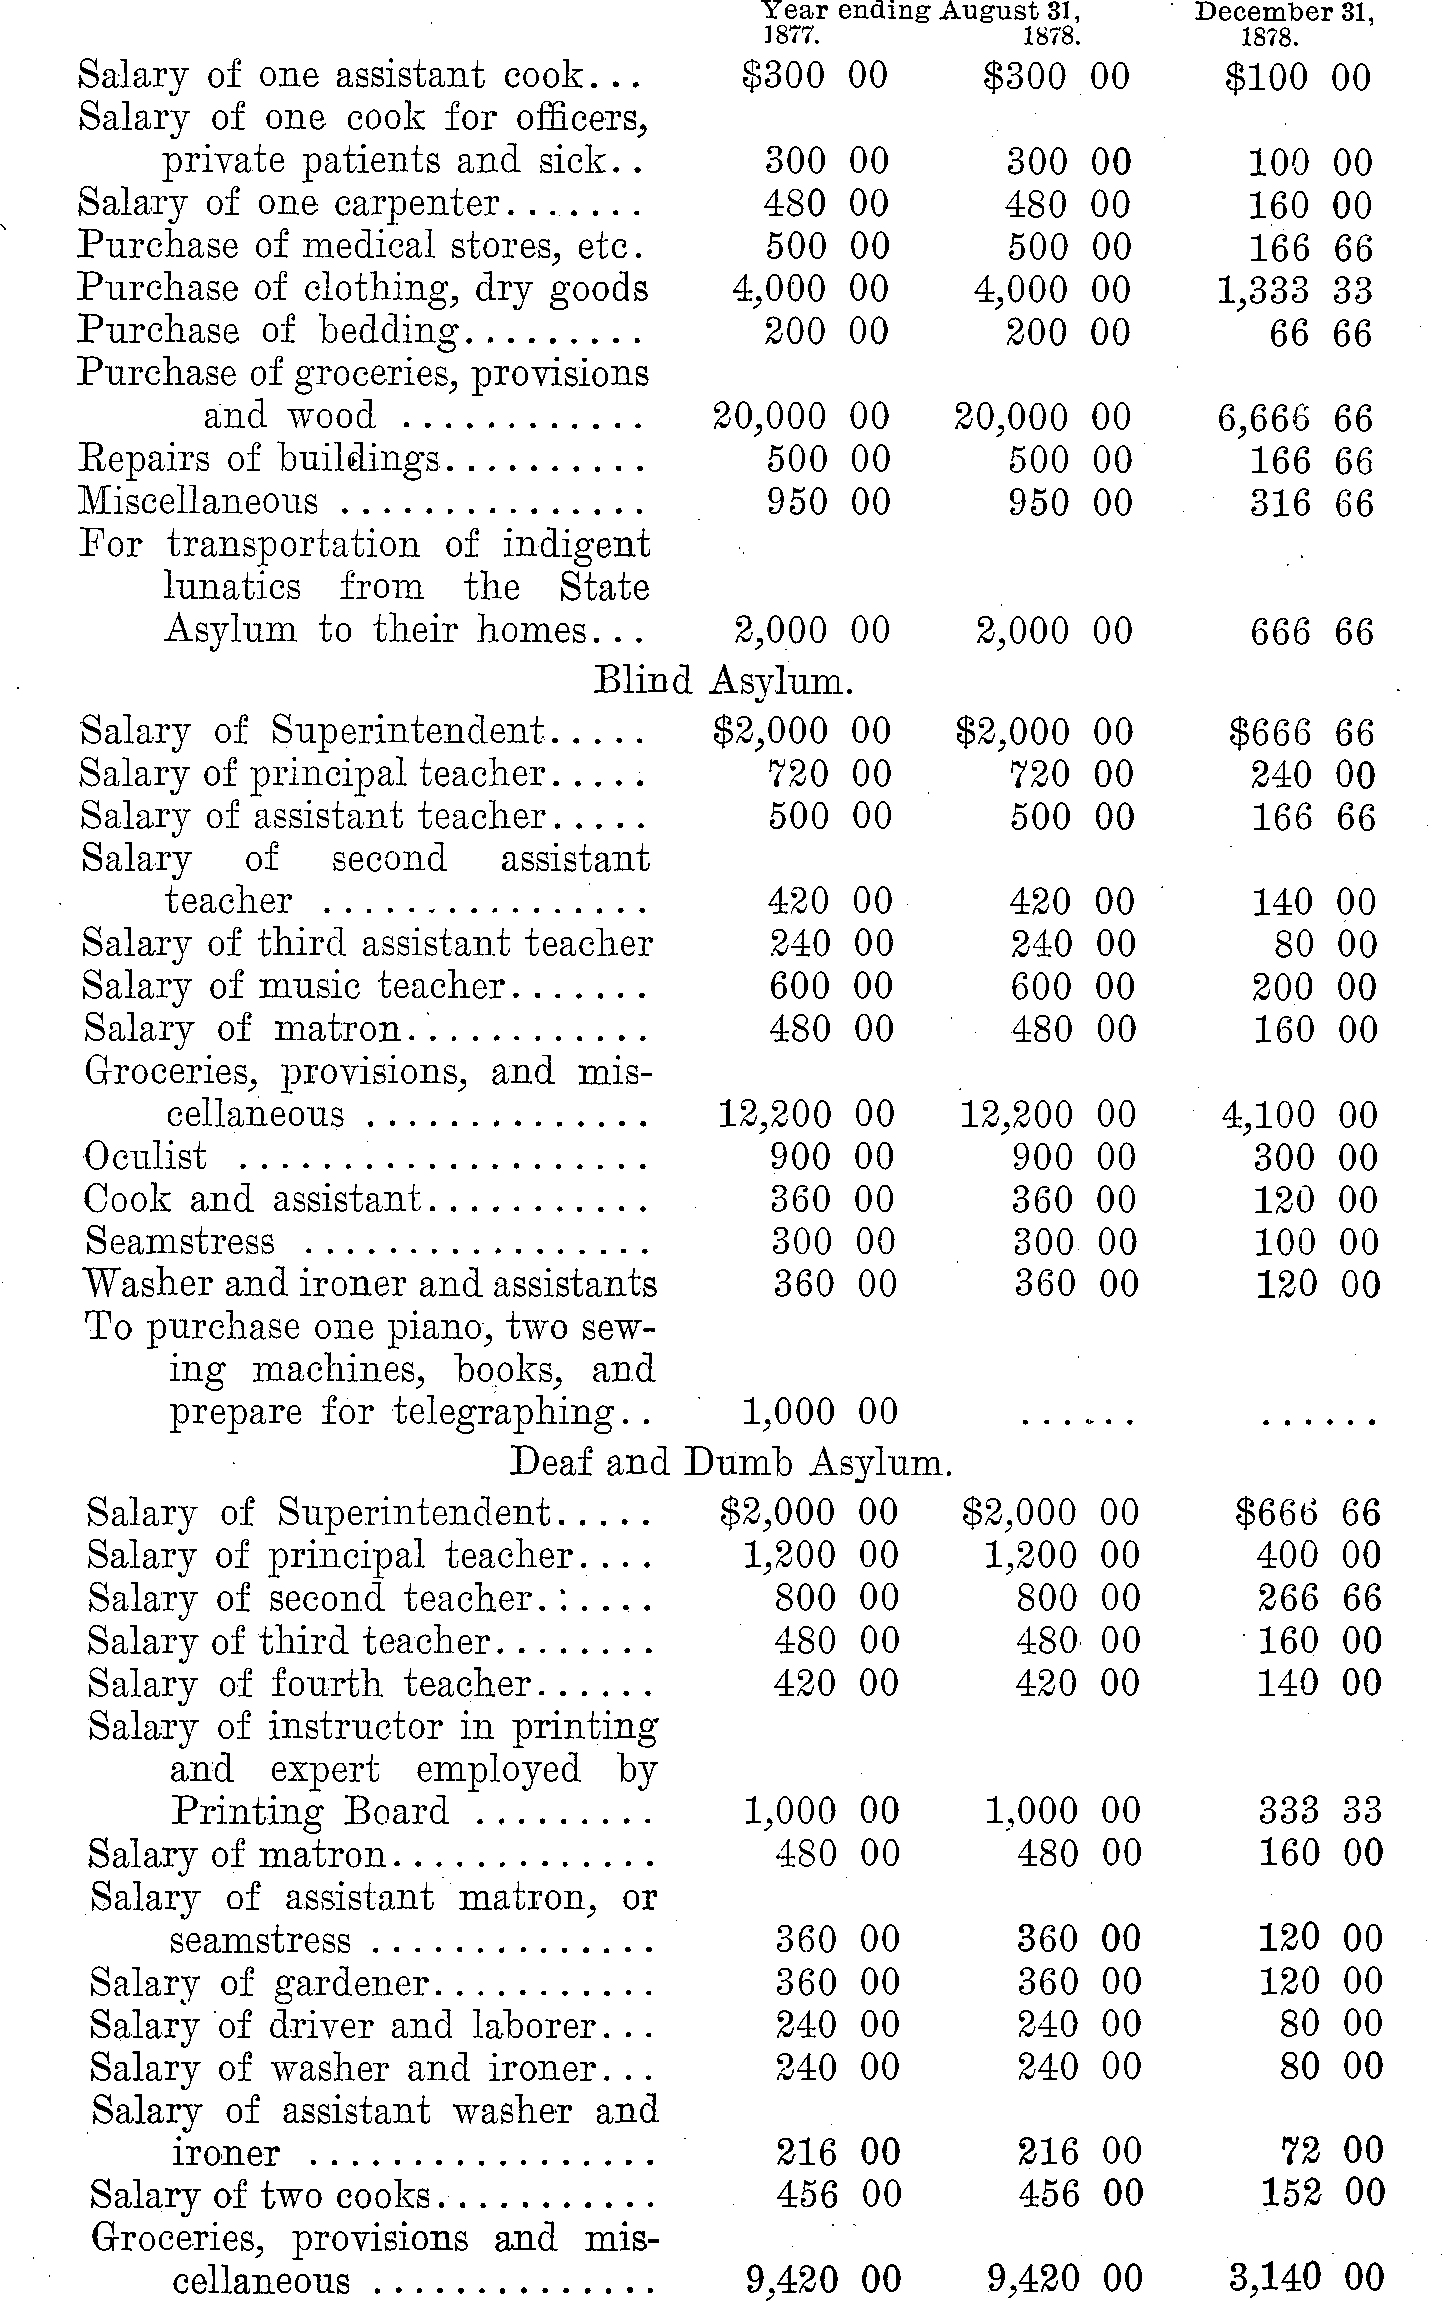 Year ending August 31, December 31,
1877. 1878. 1878.
Salary of one assistant cook... $300 00 $300 00 $100 00
Salary of one cook for officers,
private patients and sick.. 300 00 300 00 100 00
Salary of one carpenter....... 480 00 480 00 160 00
Purchase of medical stores, etc. 500 00 500 00 166 66
Purchase of clothing, dry goods 4,000 00 4,000 00 1,333 33
Purchase of bedding......... 200 00 200 00 66 66
Purchase of groceries, provisions
and wood ............ 20,000 00 20,000 00 6,666 66
Repairs of buildings.......... 500 00 500 00 166 66
Miscellaneous ............... 950 00 950 00 316 66
For transportation of indigent
lunatics from the State
Asylum to their homes... 2,000 00 2,000 00 666 66
Blind Asylum.
Salary of Superintendent..... $2,000 00 $2,000 00 $666 66
Salary of principal teacher..... 720 00 720 00 240 00
Salary of assistant teacher..... 500 00 500 00 166 66
Salary of second assistant
teacher ................ 420 00 420 00 140 00
Salary of third assistant teacher 240 00 240 00 80 00
Salary of music teacher....... 600 00 600 00 200 00
Salary of matron............ 480 00 480 00 160 00
Groceries, provisions, and mis-
cellaneous .............. 12,200 00 12,200 00 4,100 00
Oculist .................... 900 00 900 00 300 00
Cook and assistant........... 360 00 360 00 120 00
Seamstress ................. 300 00 300 00 100 00
Washer and ironer and assistants 360 00 360 00 120 00
To purchase one piano, two sew-
ing machines, books, and
prepare for telegraphing.. 1,000 00 ...... ......
Deaf and Dumb Asylum.
Salary of Superintendent..... $2,000 00 $2,000 00 $666 66
Salary of principal teacher.... 1,200 00 1,200 00 400 00
Salary of second teacher...... 800 00 800 00 266 66
Salary of third teacher........ 480 00 480 00 160 00
Salary of fourth teacher...... 420 00 420 00 140 00
Salary of instructor in printing
and expert employed by
Printing Board ......... 1,000 00 1,000 00 333 33
Salary of matron............. 480 00 480 00 160 00
Salary of assistant matron, or
seamstress .............. 360 00 360 00 120 00
Salary of gardener........... 360 00 360 00 120 00
Salary of driver and laborer... 240 00 240 00 80 00
Salary of washer and ironer... 240 00 240 00 80 00
Salary of assistant washer and
ironer ................. 216 00 216 00 72 00
Salary of two cooks........... 456 00 456 00 152 00
Groceries, provisions and mis-
cellaneous .............. 9,420 00 9,420 00 3,140 00